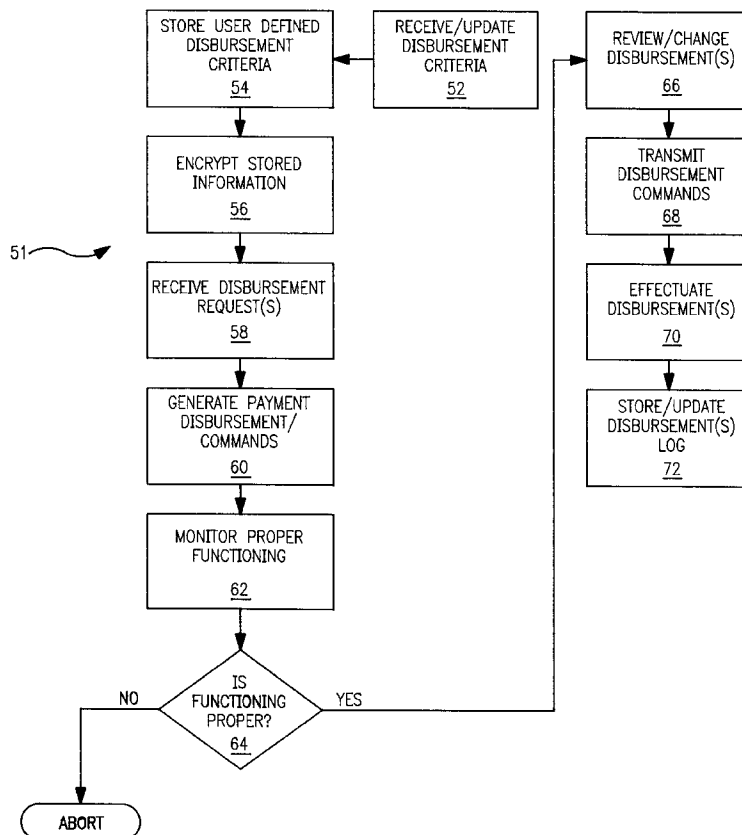 STORE USER DEFINED
DISBURSEMENT
CRITERIA
54
RECEIVE/UPDATE
DISBURSEMENT
CRITERIA
52
REVIEW/CHANGE
DISBURSEMENT(S)
66
ENCRYPT STORED
INFORMATION
56
TRANSMIT
DISBURSEMENT
COMMANDS
68
51
RECEIVE DISBURSEMENT
REQUEST(S)
58
EFFECTUATE
DISBURSEMENT(S)
70
GENERATE PAYMENT
DISBURSEMENT/
COMMANDS
60
STORE/UPDATE
DISBURSEMENT(S)
LOG
72
MONITOR PROPER
FUNCTIONING
62
IS
FUNCTIONING
PROPER?
64
NO
YES
ABORT